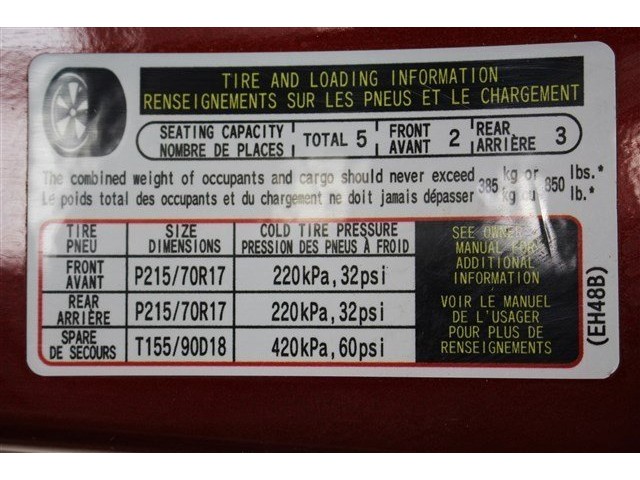 TIRE AND LOADING INFORMATION
RENSEIGNEMENTS SUR LES PNEUS ET LE CHARGEMENT
SEATING CAPACITY TOTAL 5 FRONT 2 REAR 3
NOMBRE DE PLACES AVANT ARRIÈRE
The combined weight of occupants and cargo should never exceed 385 kg or 850 lbs.*
Le poids total des occupants et du chargement ne doit jamais dépasser kg ou lb.*
TIRE SIZE COLD TIRE PRESSURE
PNEU DIMENSIONS PRESSION DES PNEUS À FROID
FRONT
AVANT P215/70R17 220kPa, 32psi
REAR
ARRIÈRE P215/70R17 220kPa, 32psi
SPARE
DE SECOURS T155/90D18 420kPa, 60psi
SEE OWNER
MANUAL FOR
ADDITIONAL
INFORMATION
VOIR LE MANUEL
DE L'USAGER
POUR PLUS DE
RENSEIGNEMENTS
(EH48B)